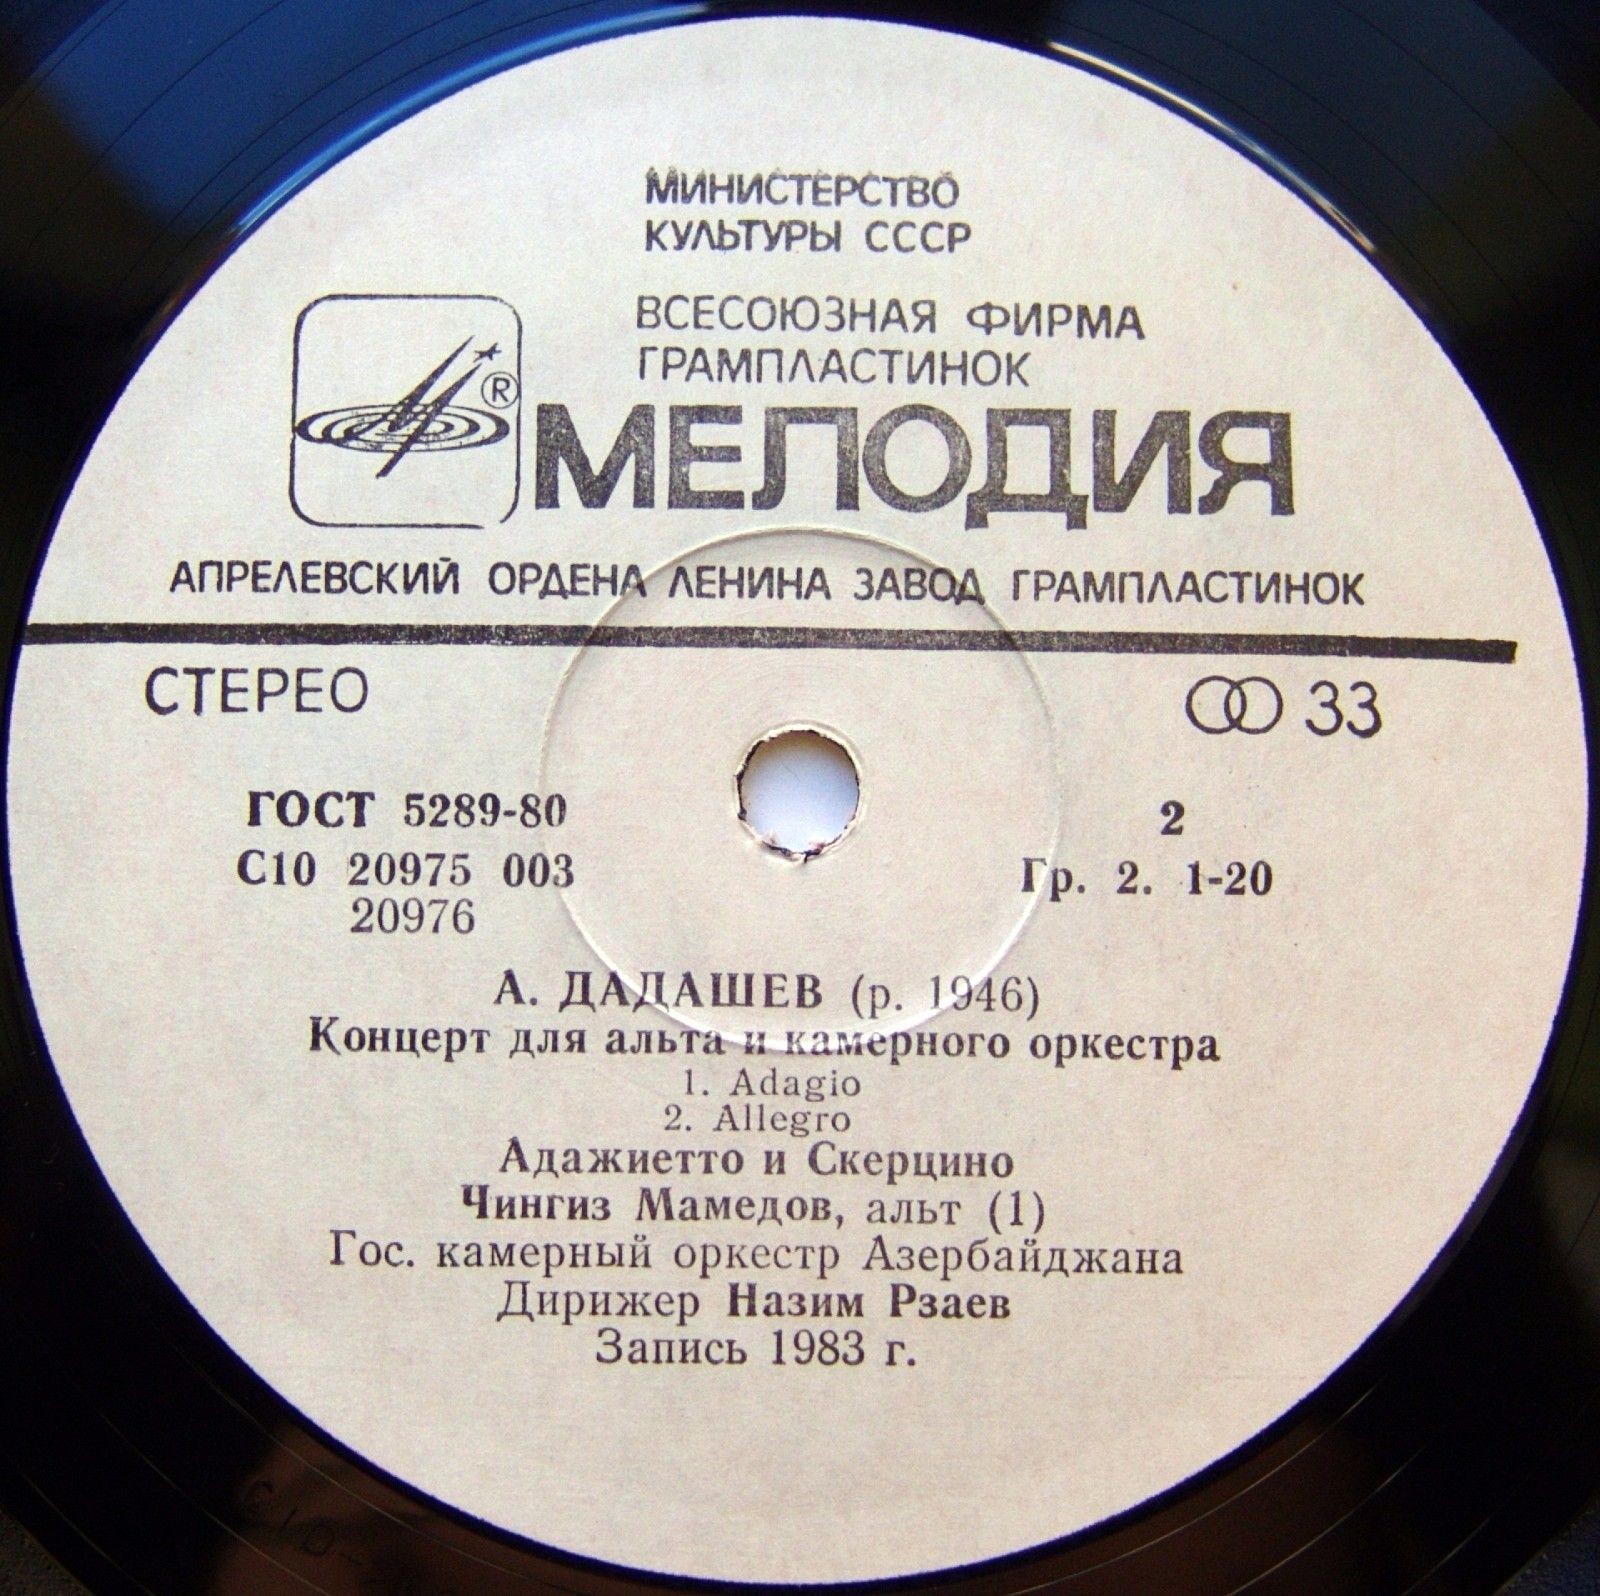 МИНИСТЕРСТВО
КУЛЬТУРЫ СССР
ВСЕСОЮЗНАЯ ФИРМА
ГРАМПЛАСТИНОК
®
МЕЛОДИЯ
АПРЕЛЕВСКИЙ ОРДЕНА ЛЕНИНА ЗАВОД ГРАМПЛАСТИНОК
СТЕРЕО 33
ГОСТ 5289-80 2
С10 20975 003 Гр. 2. 1-20
20976
А. ДАДАШЕВ (р. 1946)
Концерт для альта и камерного оркестра
1. Adagio
2. Allegro
Адажиетто и Скерцино
Чингиз Мамедов, альт (1)
Гос. камерный оркестр Азербайджана
Дирижер Назим Рзаев
Запись 1983 г.